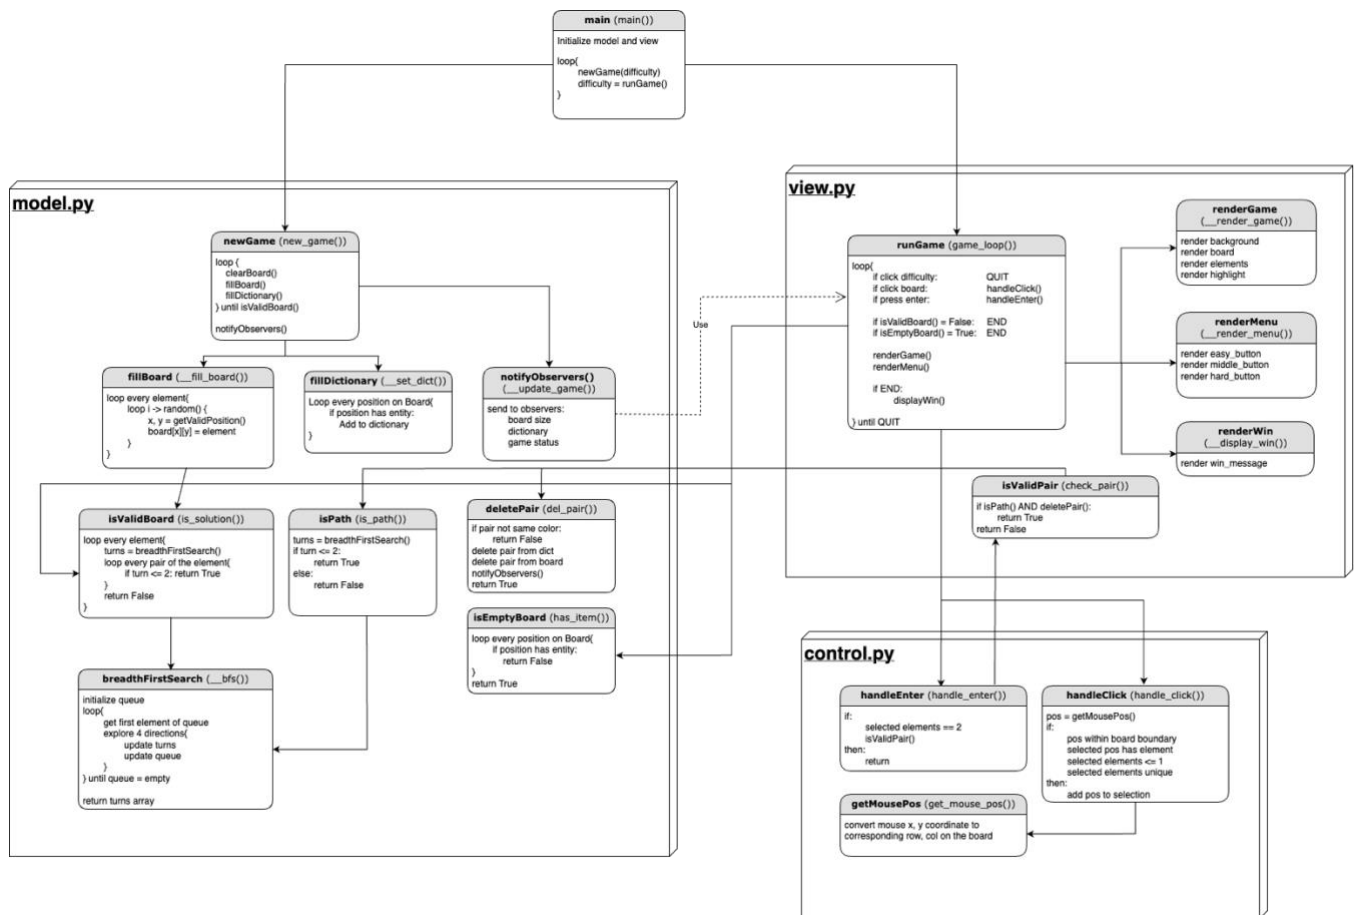 main (main())
Initialize model and view
loop{
newGame(difficulty)
difficulty = runGame()
}
model.py
newGame (new_game())
loop {
clearBoard()
fillBoard()
fillDictionary()
} until isValidBoard()
notifyObservers()
fillBoard (__fill_board())
loop every element{
loop i -> random() {
x, y = getValidPosition()
board[x][y] = element
}
}
fillDictionary (__set_dict())
Loop every position on Board{
if position has entity:
Add to dictionary
}
notifyObservers()
(__update_game())
send to observers:
board size
dictionary
game status
Use
isValidBoard (is_solution())
loop every element{
turns = breadthFirstSearch()
loop every pair of the element{
if turn <= 2: return True
}
return False
}
isPath (is_path())
turns = breadthFirstSearch()
if turn <= 2:
return True
else:
return False
deletePair (del_pair())
if pair not same color:
return False
delete pair from dict
delete pair from board
notifyObservers()
return True
isEmptyBoard (has_item())
loop every position on Board{
if position has entity:
return False
}
return True
breadthFirstSearch (__bfs())
initialize queue
loop{
get first element of queue
explore 4 directions{
update turns
update queue
}
} until queue = empty
return turns array
view.py
runGame (game_loop())
loop{
if click difficulty: QUIT
if click board: handleClick()
if press enter: handleEnter()
if isValidBoard() = False: END
if isEmptyBoard() = True: END
renderGame()
renderMenu()
if END:
displayWin()
} until QUIT
renderGame
(__render_game())
render background
render board
render elements
render highlight
renderMenu
(__render_menu())
render easy_button
render middle_button
render hard_button
renderWin
(__display_win())
render win_message
isValidPair (check_pair())
if isPath() AND deletePair():
return True
return False
control.py
handleEnter (handle_enter())
if:
selected elements == 2
isValidPair()
then:
return
handleClick (handle_click())
pos = getMousePos()
if:
pos within board boundary
selected pos has element
selected elements <= 1
selected elements unique
then:
add pos to selection
getMousePos (get_mouse_pos())
convert mouse x, y coordinate to
corresponding row, col on the board